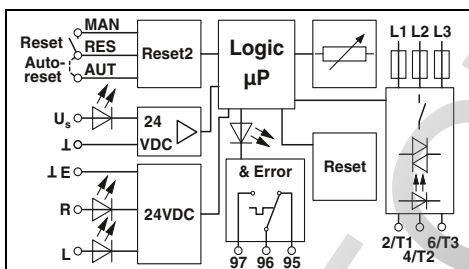 MAN
Reset
RES
Auto-
reset
AUT
Reset2
Logic
µP
L1 L2 L3
Us
24
VDC
⊥
⊥ E
R
L
24VDC
& Error
97 96 95
Reset
2/T1 6/T3
4/T2